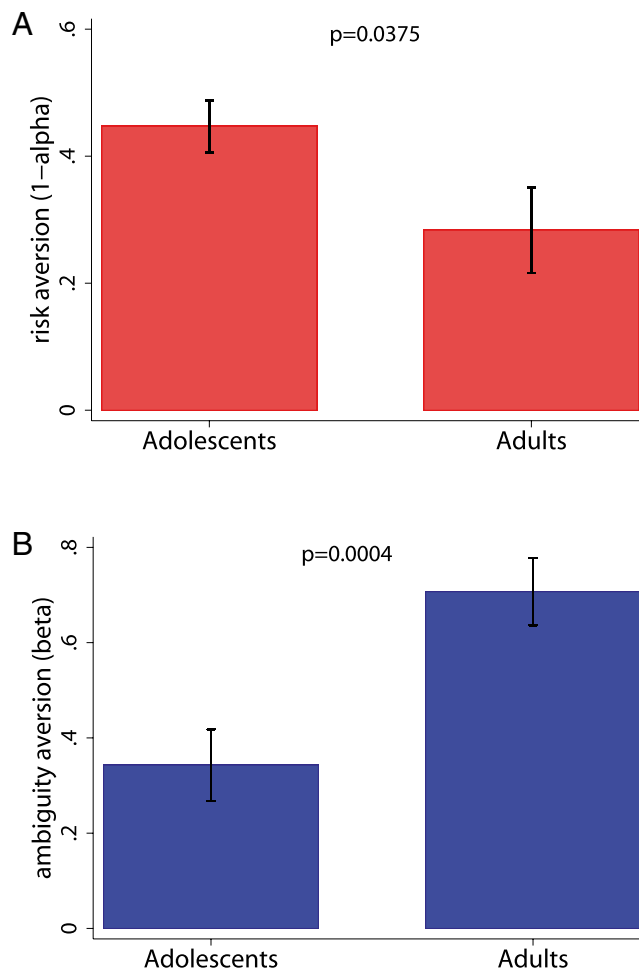 A
p=0.0375
risk aversion (1−alpha)
.6
.4
.2
0
Adolescents
Adults
B
p=0.0004
ambiguity aversion (beta)
.8
.6
.4
.2
0
Adolescents
Adults